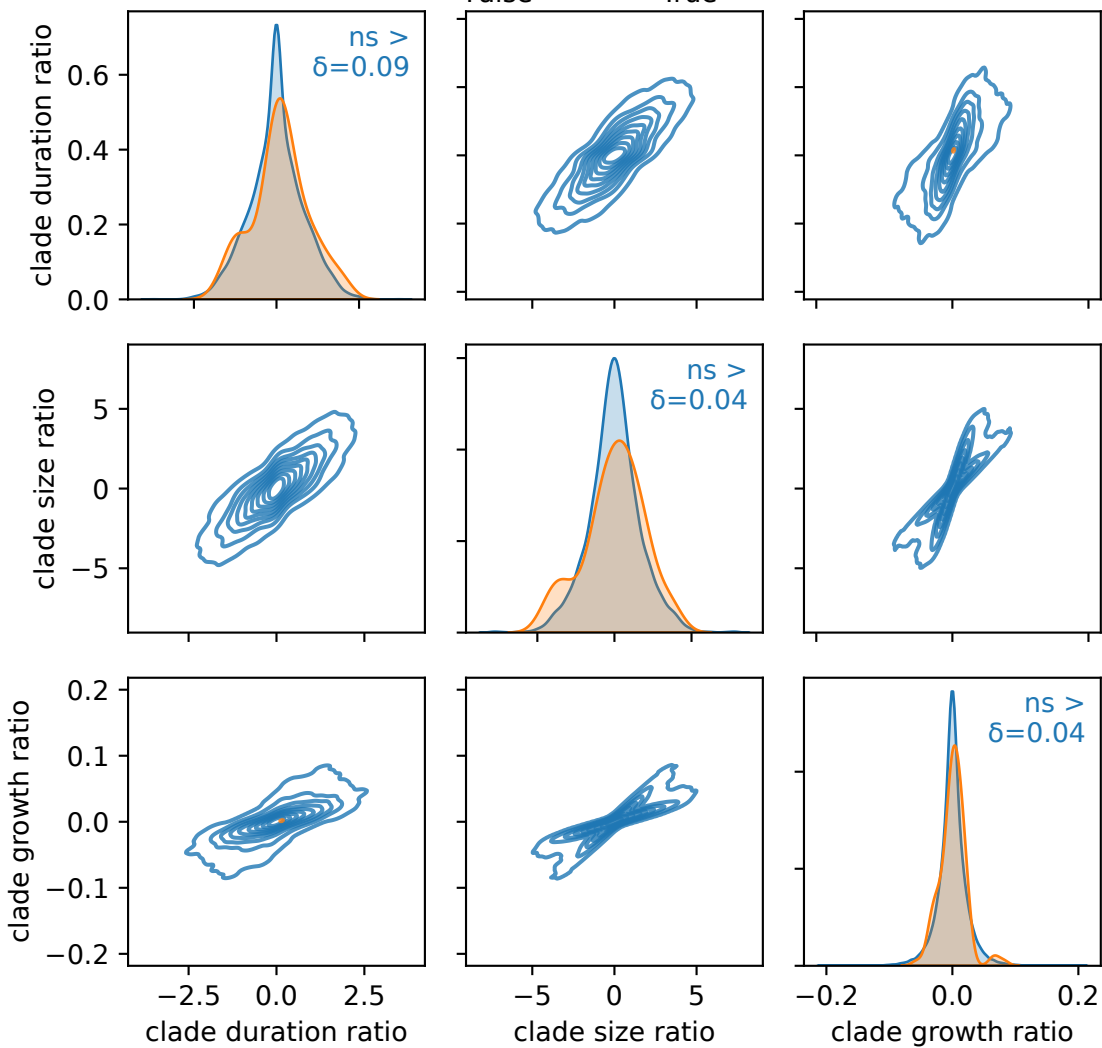 clade duration ratio
0.6
0.4
0.2
0.0
ns >
δ=0.09
clade size ratio
5
0
−5
ns >
δ=0.04
clade growth ratio
0.2
0.1
0.0
−0.1
−0.2
ns >
δ=0.04
−2.5 0.0 2.5
−5 0 5
−0.2 0.0 0.2
clade duration ratio
clade size ratio
clade growth ratio